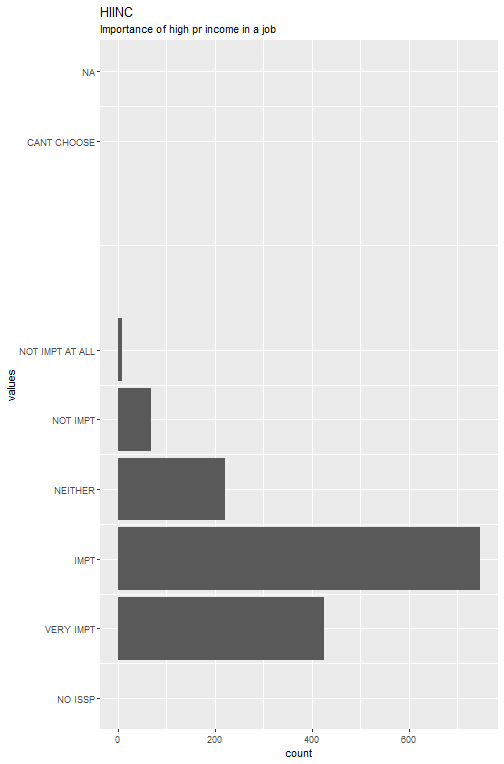 HIINC
Importance of high pr income in a job
NA
CANT CHOOSE
NOT IMPT AT ALL
NOT IMPT
NEITHER
IMPT
VERY IMPT
NO ISSP
values
0 200 400 600
count